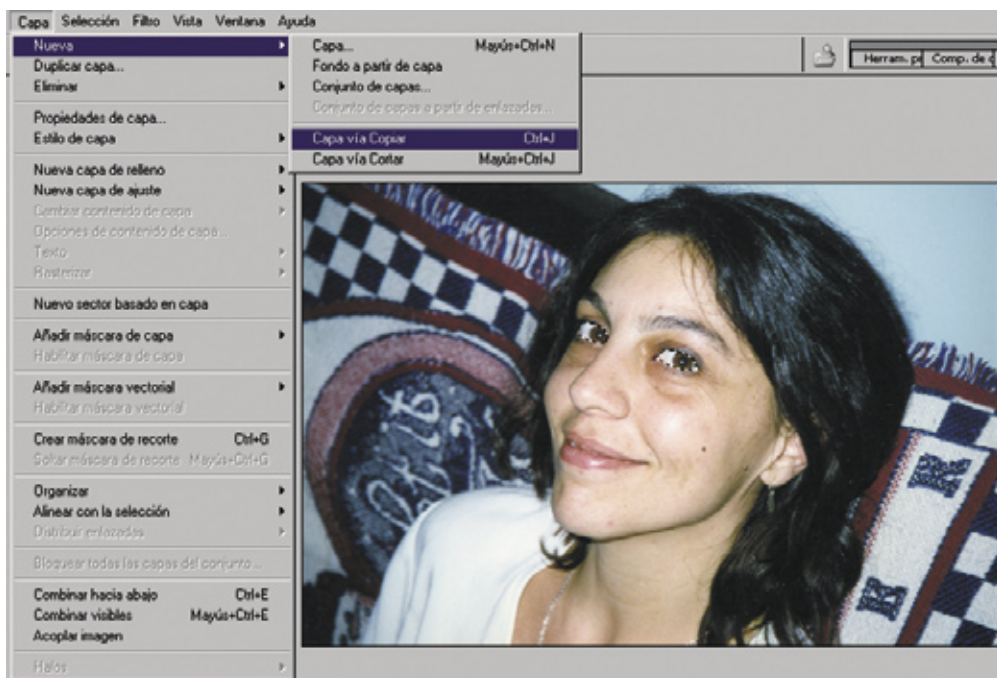 Capa Selección Filtro Vista Ventana Ayuda
Nueva
Duplicar capa...
Eliminar
Propiedades de capa...
Estilo de capa
Nueva capa de relleno
Nueva capa de ajuste
Cambiar contenido de capa
Opciones de contenido de capa...
Texto
Rasterizar
Nuevo sector basado en capa
Añadir máscara de capa
Habilitar máscara de capa
Añadir máscara vectorial
Habilitar máscara vectorial
Crear máscara de recorte Ctrl+G
Soltar máscara de recorte Mayús+Ctrl+G
Organizar
Alinear con la selección
Distribuir enlazadas
Bloquear todas las capas del conjunto...
Combinar hacia abajo Ctrl+E
Combinar visibles Mayús+Ctrl+E
Acoplar imagen
Halos
Capa... Mayús+Ctrl+N
Fondo a partir de capa
Conjunto de capas...
Conjunto de capas a partir de enlazadas...
Capa vía Copiar Ctrl+J
Capa vía Cortar Mayús+Ctrl+J
Herram. Comp. de
K
K
K